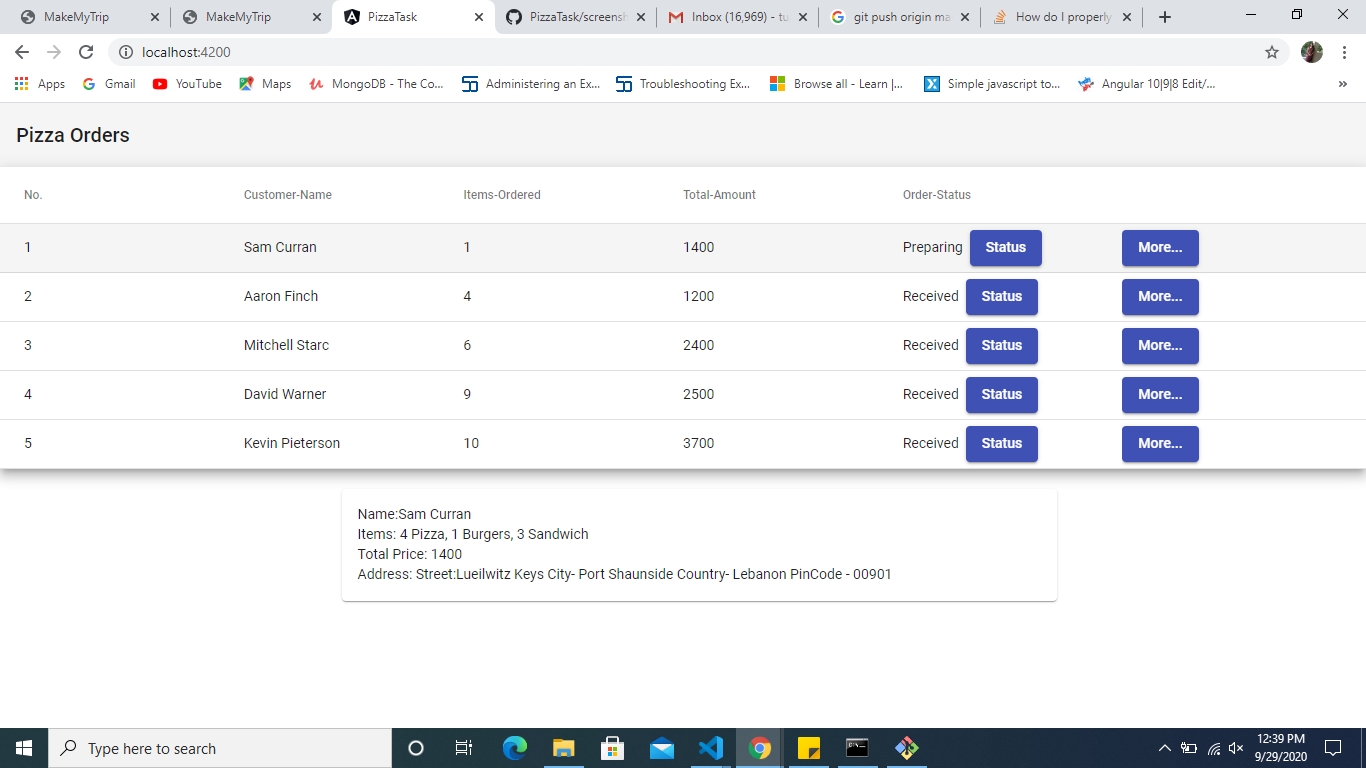 MakeMyTrip
MakeMyTrip
PizzaTask
PizzaTask/screensh
Inbox (16,969) - tu
git push origin ma
How do I properly
localhost:4200
Apps
Gmail
YouTube
Maps
MongoDB - The Co...
Administering an Ex...
Troubleshooting Ex...
Browse all - Learn |...
Simple javascript to...
Angular 10|9|8 Edit/...
»
Pizza Orders
No. Customer-Name Items-Ordered Total-Amount Order-Status
1 Sam Curran 1 1400 Preparing Status More...
2 Aaron Finch 4 1200 Received Status More...
3 Mitchell Starc 6 2400 Received Status More...
4 David Warner 9 2500 Received Status More...
5 Kevin Pieterson 10 3700 Received Status More...
Name:Sam Curran
Items: 4 Pizza, 1 Burgers, 3 Sandwich
Total Price: 1400
Address: Street:Lueilwitz Keys City- Port Shaunside Country- Lebanon PinCode - 00901
Type here to search
12:39 PM
9/29/2020